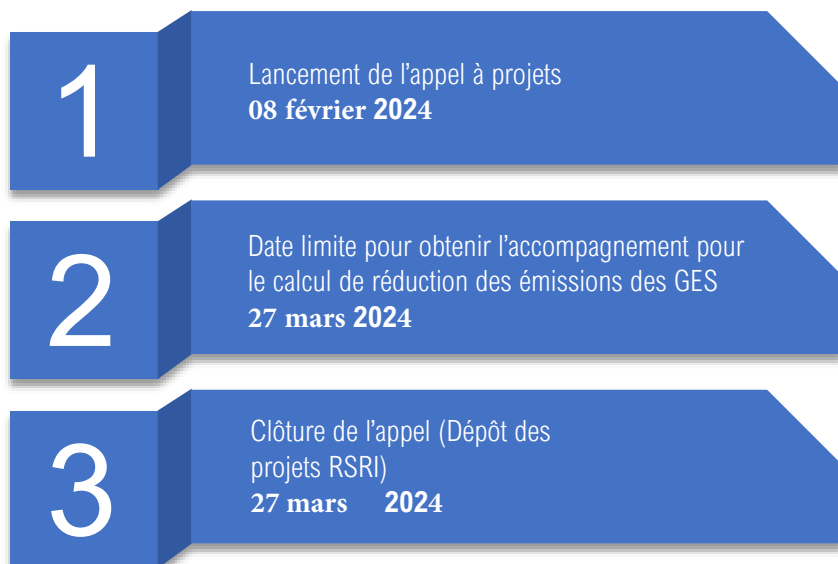 1
Lancement de l'appel à projets
08 février 2024
2
Date limite pour obtenir l'accompagnement pour
le calcul de réduction des émissions des GES
27 mars 2024
3
Clôture de l'appel (Dépôt des
projets RSRI)
27 mars 2024